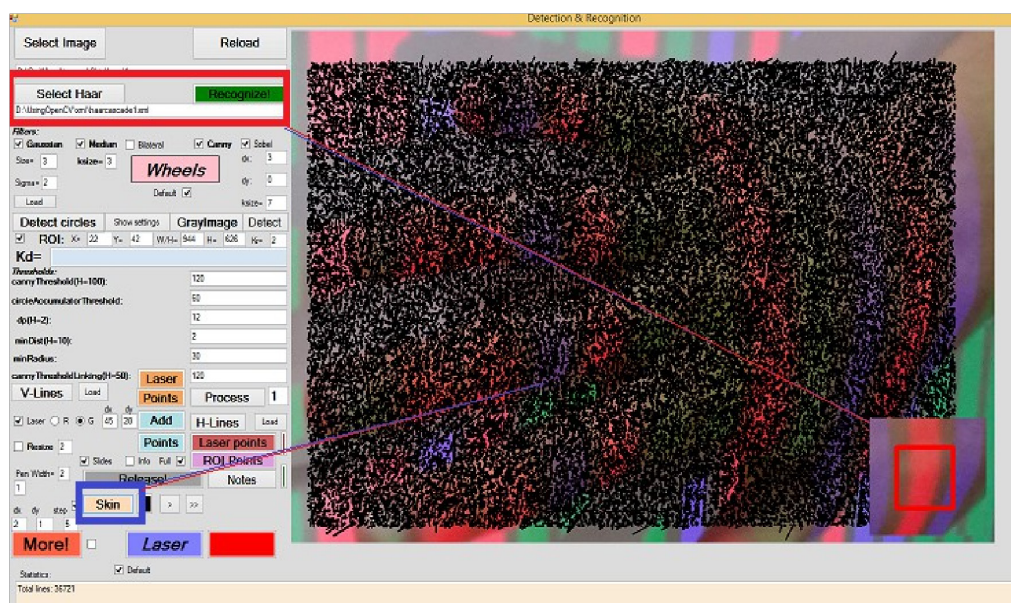 Detection & Recognition
Select Image Reload
Select Haar Recognize!
D:\UsingOpenCV\xml\haarcascade1.xml
Filters:
Gaussian Median Bilateral Canny Sobel
Size= 3 ksize= 3 Wheels dx: 3
Sigma= 2 dy: 0
Load Default ksize= 7
Detect circles Show settings GrayImage Detect
ROI: X= 22 Y= 42 W/H= 944 H= 626 2
Kd=
Thresholds:
cannyThreshold(H=100): 120
circleAccumulatorThreshold: 60
dp(H=2): 12
minDist(H=10): 2
minRadius: 30
cannyThresholdLinking(H=50): 120
V-Lines Load Laser Points Process 1
dx dy
Laser R G 45 20 Add Points H-Lines Load
Resize 2 Laser points
Slides Info Full ROI Points
Pen Width= 2 Release! Notes
1
Skin > >>
dx dy step
2 1 5
More! Laser
Statistics: Default
Total lines: 36721